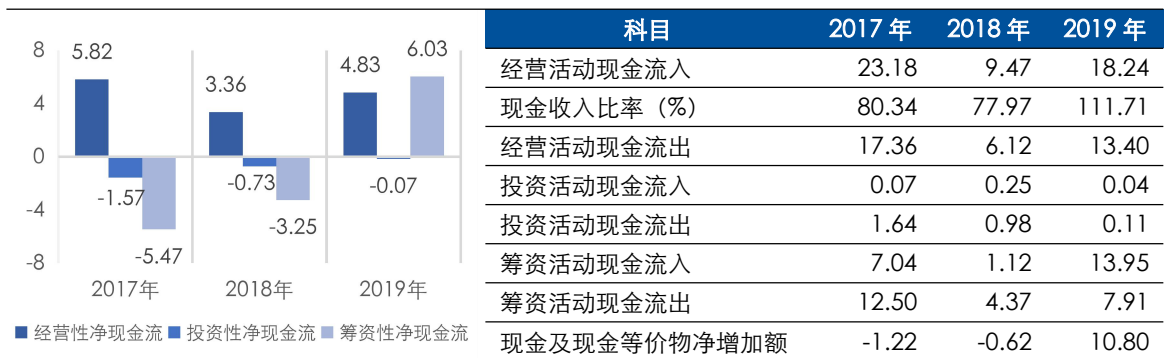 8
4
0
-4
-8
5.82
-1.57
-5.47
3.36
-0.73
-3.25
4.83
-0.07
6.03
2017年 2018年 2019年
经营性净现金流 投资性净现金流 筹资性净现金流
科目 2017 年 2018 年 2019 年
经营活动现金流入 23.18 9.47 18.24
现金收入比率（%） 80.34 77.97 111.71
经营活动现金流出 17.36 6.12 13.40
投资活动现金流入 0.07 0.25 0.04
投资活动现金流出 1.64 0.98 0.11
筹资活动现金流入 7.04 1.12 13.95
筹资活动现金流出 12.50 4.37 7.91
现金及现金等价物净增加额 -1.22 -0.62 10.80